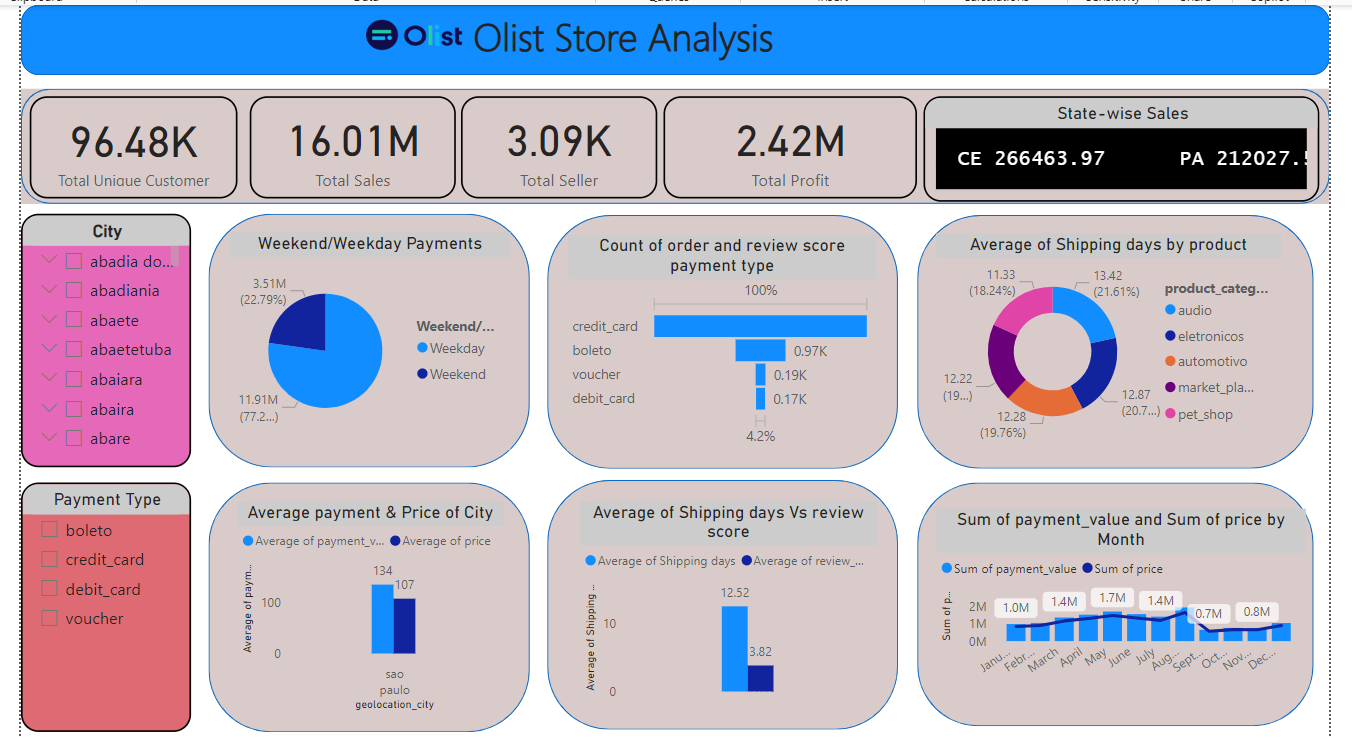 Olist Olist Store Analysis
96.48K
Total Unique Customer
16.01M
Total Sales
3.09K
Total Seller
2.42M
Total Profit
State-wise Sales
CE 266463.97 PA 212027.5
City
abadia do...
abadiania
abaete
abaetetuba
abaiara
abaira
abare
Weekend/Weekday Payments
3.51M
(22.79%)
11.91M
(77.2...)
Weekend/...
Weekday
Weekend
Count of order and review score
payment type
100%
credit_card
boleto 0.97K
voucher 0.19K
debit_card 0.17K
4.2%
Average of Shipping days by product
11.33
(18.24%)
13.42
(21.61%)
12.22
(19...)
12.28
(19.76%)
12.87
(20.7...)
product_categ...
audio
eletronicos
automotivo
market_pla...
pet_shop
Payment Type
boleto
credit_card
debit_card
voucher
Average payment & Price of City
Average of payment_v... Average of price
Average of paym...
134
107
100
0
sao
paulo
geolocation_city
Average of Shipping days Vs review
score
Average of Shipping days Average of review_...
Average of Shipping ...
12.52
10
3.82
0
Sum of payment_value and Sum of price by
Month
Sum of payment_value Sum of price
Sum of p...
2M
1M
0M
1.0M 1.4M 1.7M 1.4M 0.7M 0.8M
Janu... Febr... March April May June July Aug... Sept... Oct... Nov... Dec...